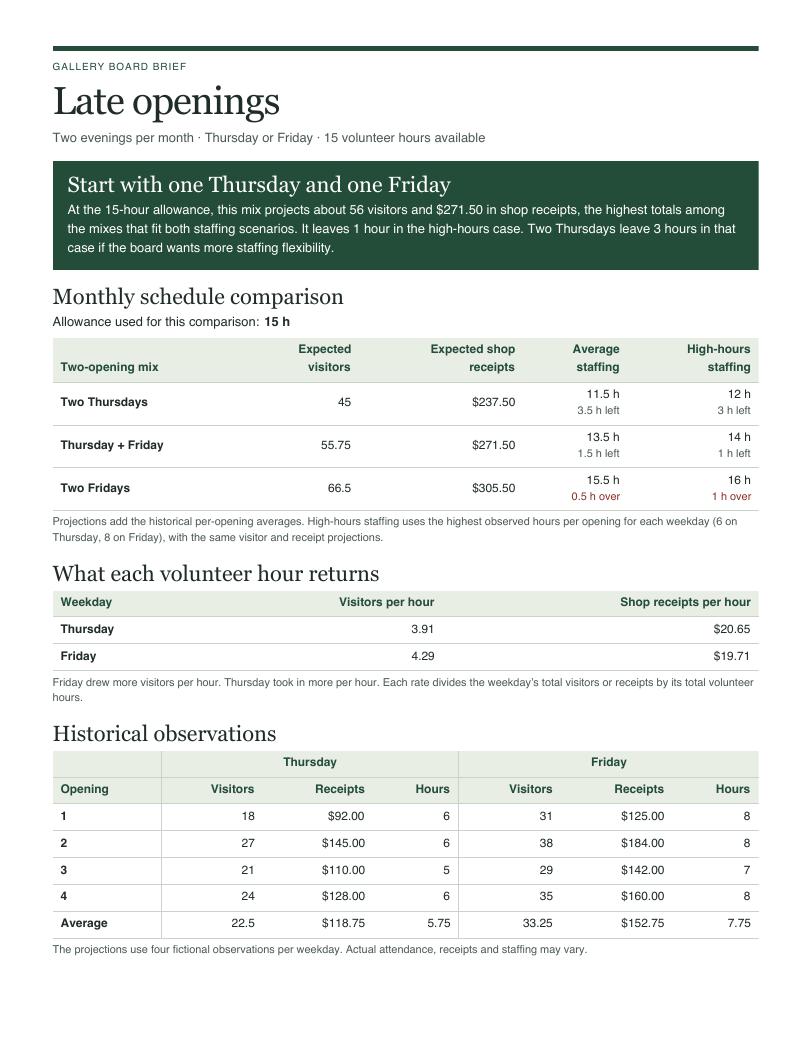 GALLERY BOARD BRIEF
Late openings
Two evenings per month · Thursday or Friday · 15 volunteer hours available
Start with one Thursday and one Friday
At the 15-hour allowance, this mix projects about 56 visitors and $271.50 in shop receipts, the highest totals among
the mixes that fit both staffing scenarios. It leaves 1 hour in the high-hours case. Two Thursdays leave 3 hours in that
case if the board wants more staffing flexibility.
Monthly schedule comparison
Allowance used for this comparison: 15 h
Expected Expected shop Average High-hours
Two-opening mix visitors receipts staffing staffing
Two Thursdays 45 $237.50 11.5 h 12 h
3.5 h left 3 h left
Thursday + Friday 55.75 $271.50 13.5 h 14 h
1.5 h left 1 h left
Two Fridays 66.5 $305.50 15.5 h 16 h
0.5 h over 1 h over
Projections add the historical per-opening averages. High-hours staffing uses the highest observed hours per opening for each weekday (6 on
Thursday, 8 on Friday), with the same visitor and receipt projections.
What each volunteer hour returns
Weekday Visitors per hour Shop receipts per hour
Thursday 3.91 $20.65
Friday 4.29 $19.71
Friday drew more visitors per hour. Thursday took in more per hour. Each rate divides the weekday’s total visitors or receipts by its total volunteer
hours.
Historical observations
Thursday Friday
Opening Visitors Receipts Hours Visitors Receipts Hours
1 18 $92.00 6 31 $125.00 8
2 27 $145.00 6 38 $184.00 8
3 21 $110.00 5 29 $142.00 7
4 24 $128.00 6 35 $160.00 8
Average 22.5 $118.75 5.75 33.25 $152.75 7.75
The projections use four fictional observations per weekday. Actual attendance, receipts and staffing may vary.